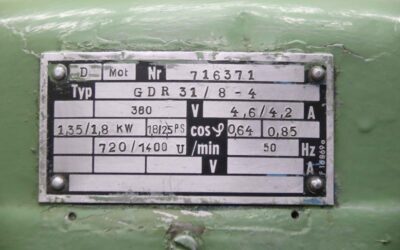 D Mot Nr 716371
Typ GDR 31/8-4
380 V 4,6/4,2 A
1,35/1,8 KW 1,8/2,5 PS cosφ 0,64 0,85
720/1400 U/min 50 Hz
V A